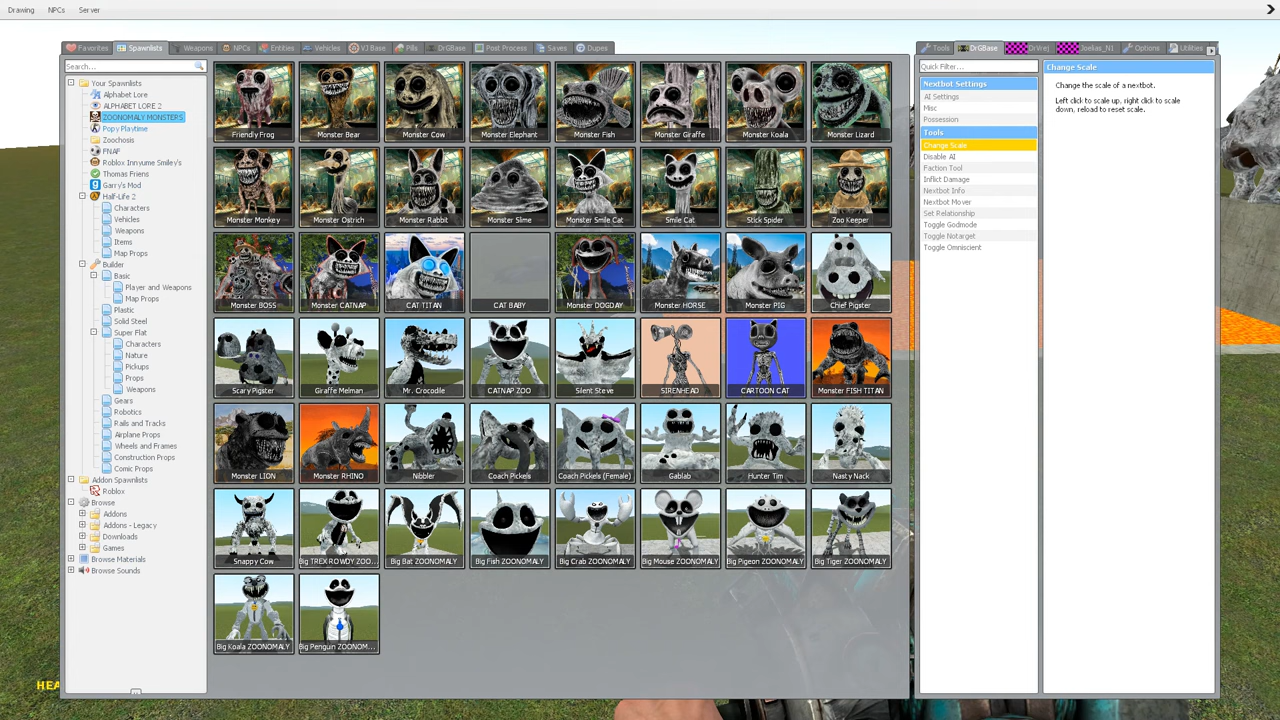 Drawing NPCs Server
Favorites Spawnlists Weapons NPCs Entities Vehicles VJ Base Pills DrGBase Post Process Saves Dupes
Search...
Your Spawnlists
Alphabet Lore
ALPHABET LORE 2
ZOONOMALY MONSTERS
Popy Playtime
Zoochosis
FNAF
Roblox Innyume Smiley's
Thomas Friens
Garry's Mod
Half-Life 2
Characters
Vehicles
Weapons
Items
Map Props
Builder
Basic
Player and Weapons
Map Props
Plastic
Solid Steel
Super Flat
Characters
Nature
Pickups
Props
Weapons
Gears
Robotics
Rails and Tracks
Airplane Props
Wheels and Frames
Construction Props
Comic Props
Addon Spawnlists
Roblox
Browse
Addons
Addons - Legacy
Downloads
Games
Browse Materials
Browse Sounds
Friendly Frog Monster Bear Monster Cow Monster Elephant Monster Fish Monster Giraffe Monster Koala Monster Lizard
Monster Monkey Monster Ostrich Monster Rabbit Monster Slime Monster Smile Cat Smile Cat Stick Spider Zoo Keeper
Monster BOSS Monster CATNAP CAT TITAN CAT BABY Monster DOGDAY Monster HORSE Monster PIG Chief Pigster
Scary Pigster Giraffe Melman Mr. Crocodile CATNAP ZOO Silent Steve SIRENHEAD CARTOON CAT Monster FISH TITAN
Monster LION Monster RHINO Nibbler Coach Pickels Coach Pickels (Female) Gablab Hunter Tim Nasty Nack
Snappy Cow Big TREX ROWDY ZOO... Big Bat ZOONOMALY Big Fish ZOONOMALY Big Crab ZOONOMALY Big Mouse ZOONOMALY Big Pigeon ZOONOMALY Big Tiger ZOONOMALY
Big Koala ZOONOMALY Big Penguin ZOONOM...
Tools DrGBase DrVrej Joelias_N1 Options Utilities
Quick Filter...
Nextbot Settings
AI Settings
Misc
Possession
Tools
Change Scale
Disable AI
Faction Tool
Inflict Damage
Nextbot Info
Nextbot Mover
Set Relationship
Toggle Godmode
Toggle Notarget
Toggle Omniscient
Change Scale
Change the scale of a nextbot.
Left click to scale up, right click to scale
down, reload to reset scale.
HEA